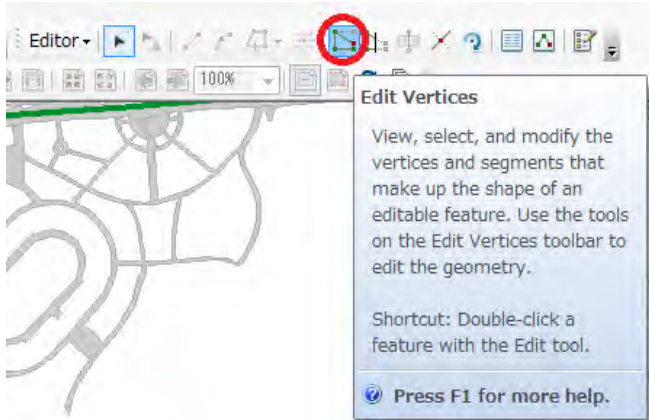 Editor
100%
Edit Vertices
View, select, and modify the
vertices and segments that
make up the shape of an
editable feature. Use the tools
on the Edit Vertices toolbar to
edit the geometry.
Shortcut: Double-click a
feature with the Edit tool.
Press F1 for more help.